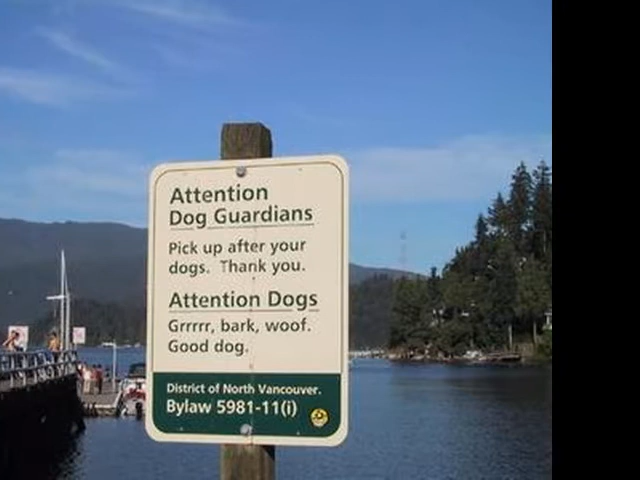 Attention
Dog Guardians
Pick up after your
dogs. Thank you.
Attention Dogs
Grrrrr, bark, woof.
Good dog.
District of North Vancouver.
Bylaw 5981-11(i)